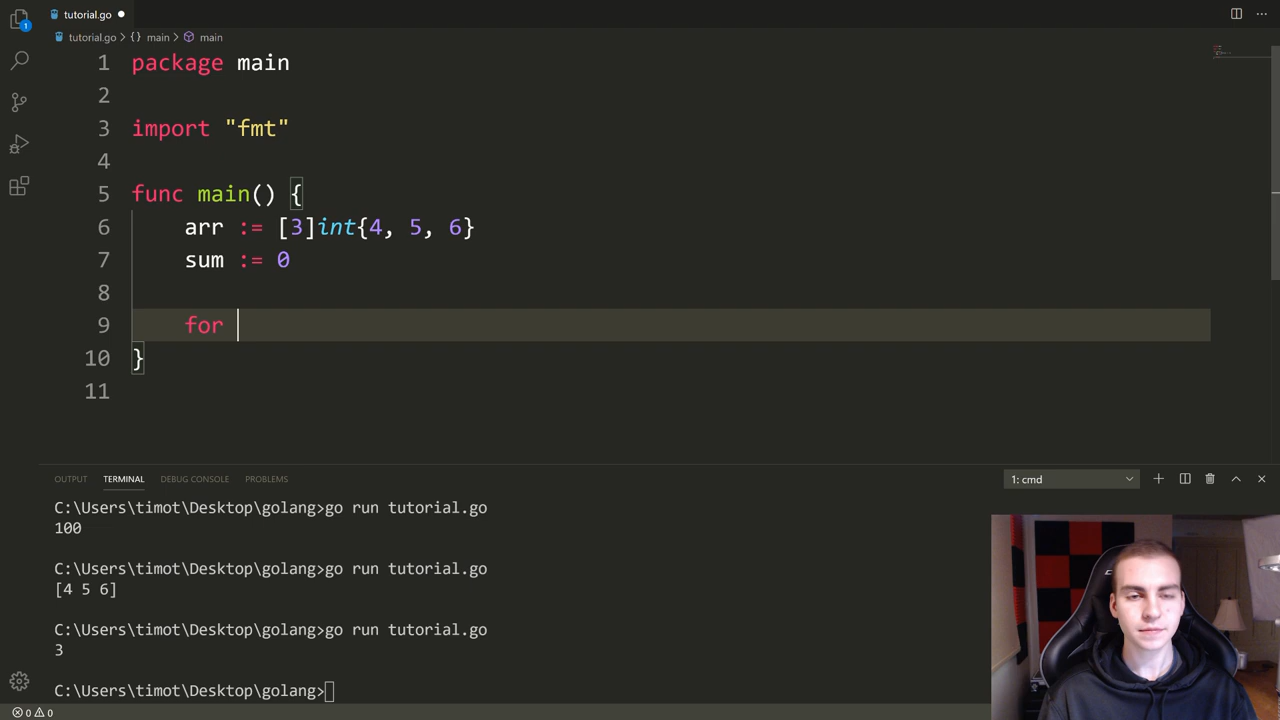 1
tutorial.go
tutorial.go > {} main > main
1 package main
2
3 import "fmt"
4
5 func main() {
6 arr := [3]int{4, 5, 6}
7 sum := 0
8
9 for
10 }
11
OUTPUT TERMINAL DEBUG CONSOLE PROBLEMS 1: cmd
C:\Users\timot\Desktop\golang>go run tutorial.go
100
C:\Users\timot\Desktop\golang>go run tutorial.go
[4 5 6]
C:\Users\timot\Desktop\golang>go run tutorial.go
3
C:\Users\timot\Desktop\golang>
0 0